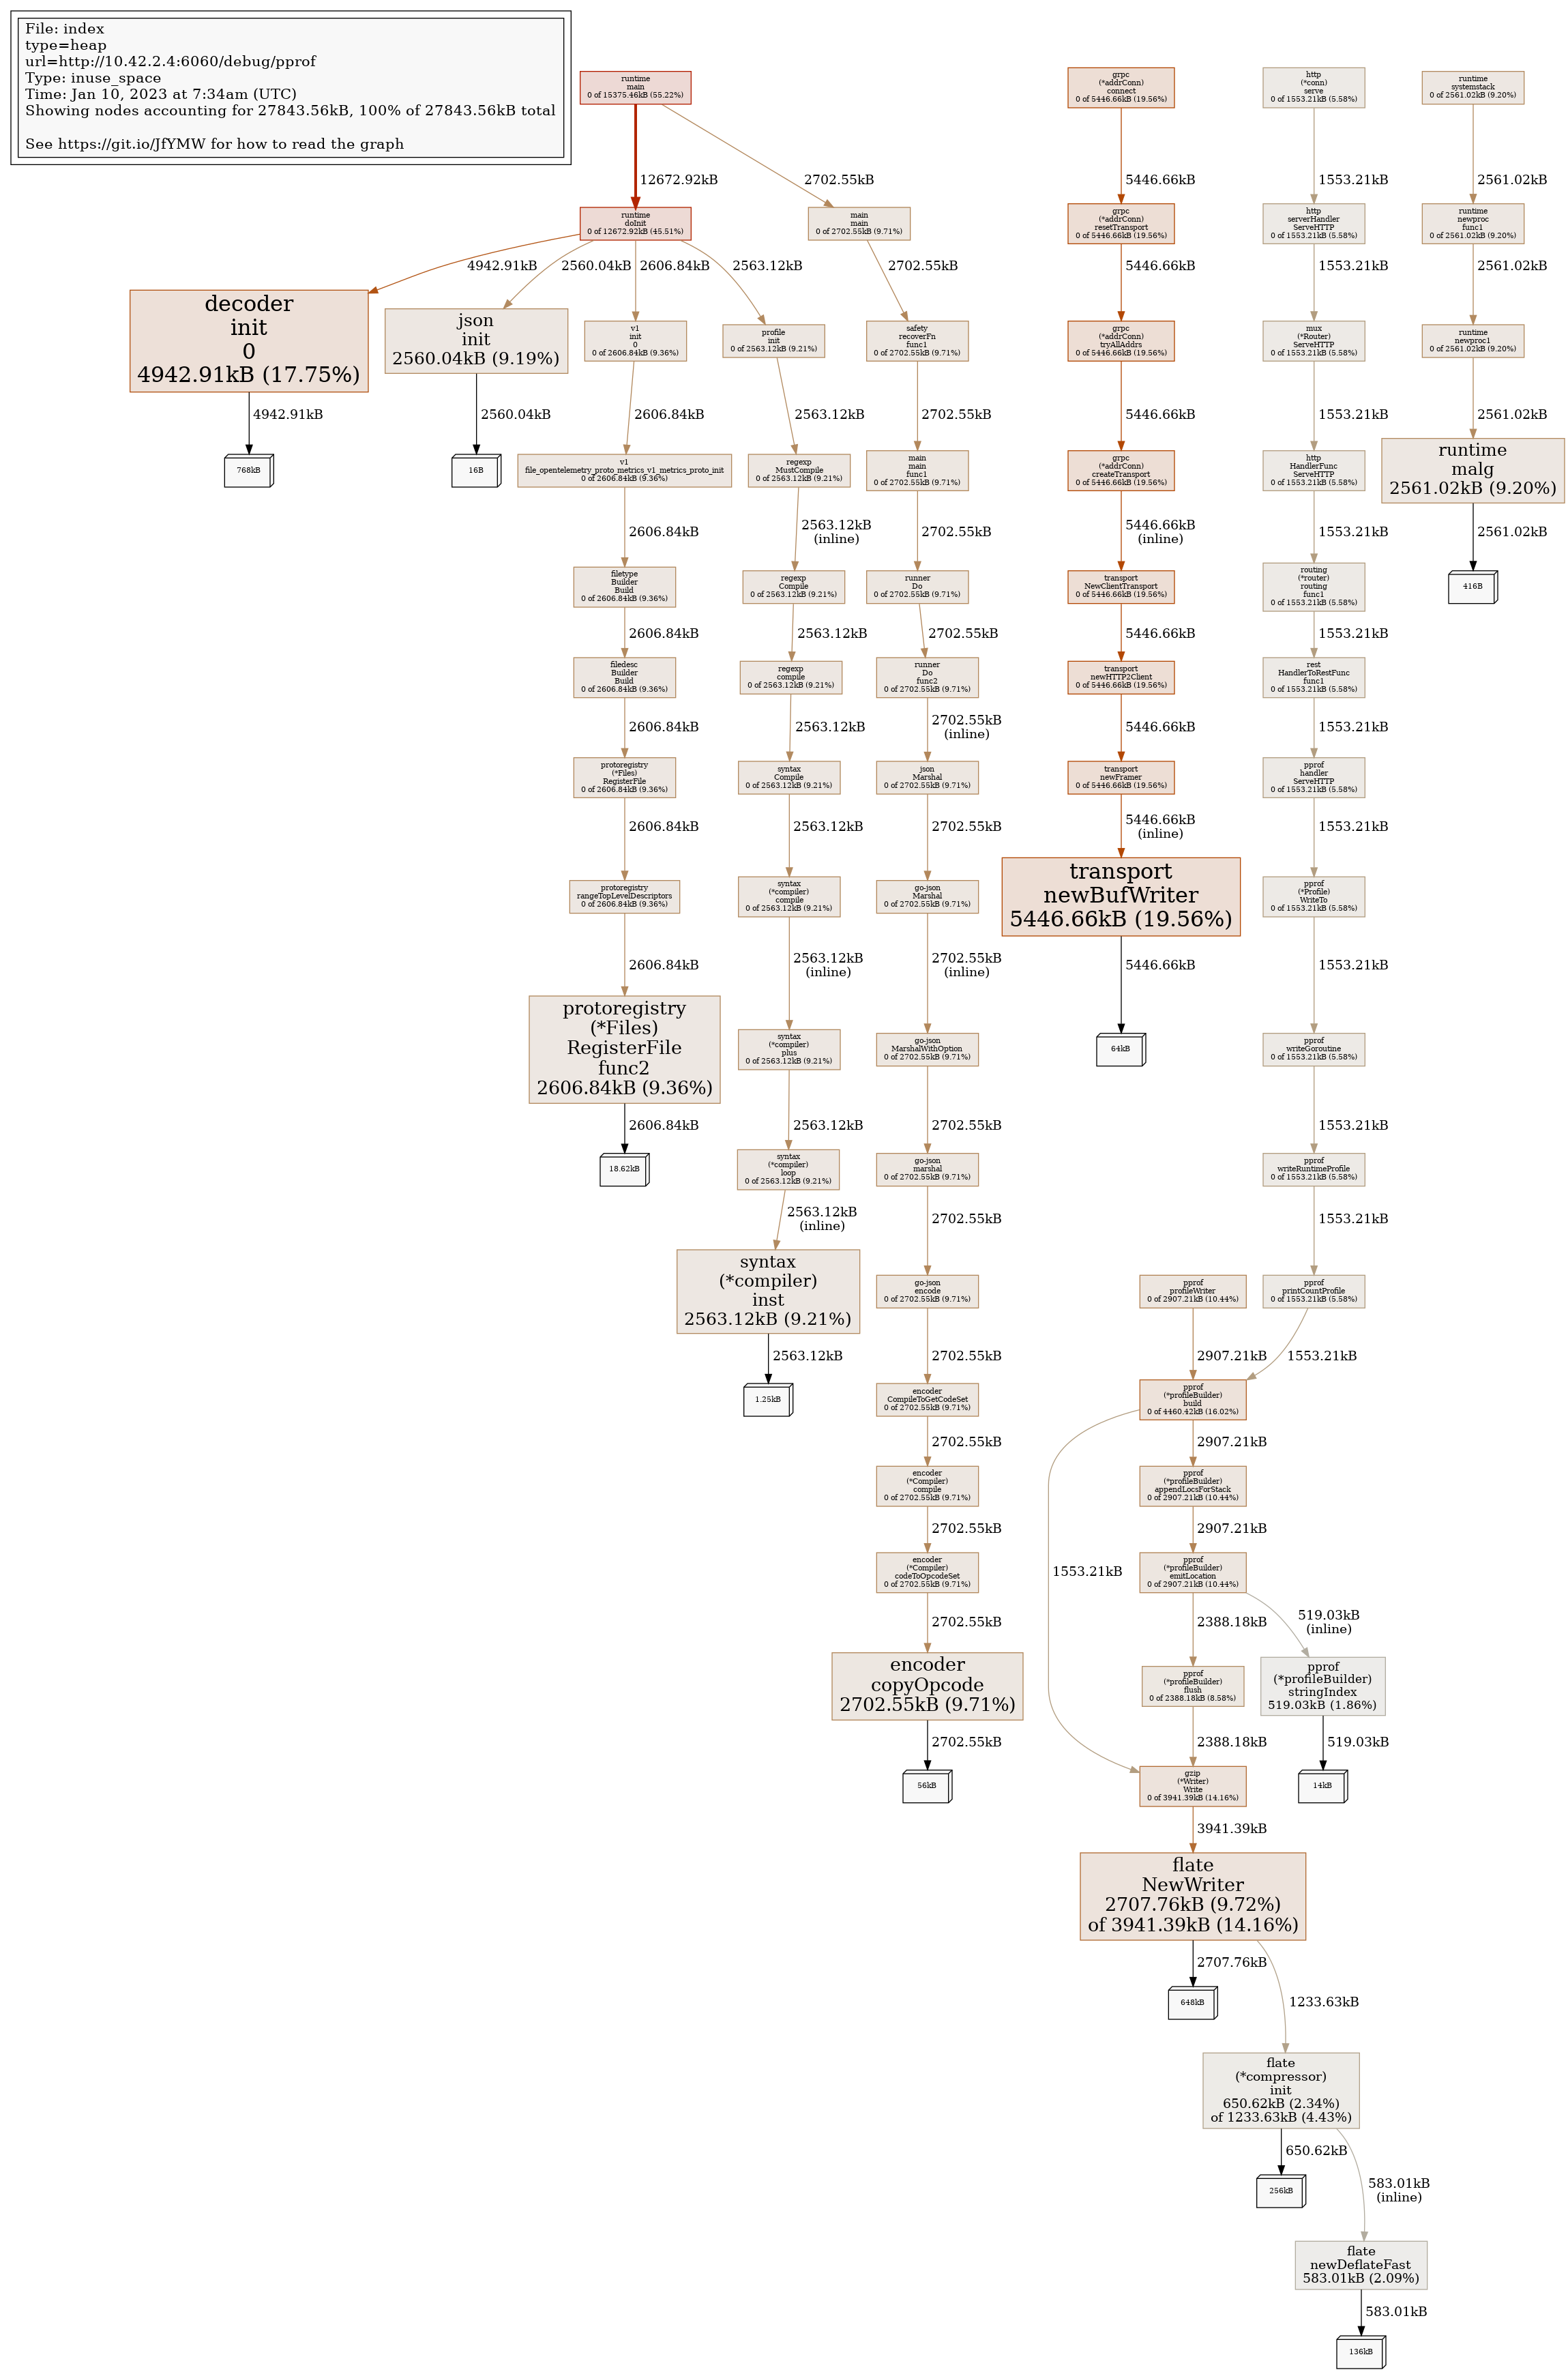 File: index
type=heap
url=http://10.42.2.4:6060/debug/pprof
Type: inuse_space
Time: Jan 10, 2023 at 7:34am (UTC)
Showing nodes accounting for 27843.56kB, 100% of 27843.56kB total
See https://git.io/JfYMW for how to read the graph
runtime
main
0 of 15375.46kB (55.22%)
12672.92kB
2702.55kB
runtime
doInit
0 of 12672.92kB (45.51%)
4942.91kB
2560.04kB
2606.84kB
2563.12kB
decoder
init
0
4942.91kB (17.75%)
4942.91kB
768kB
json
init
2560.04kB (9.19%)
2560.04kB
16B
v1
init
0
0 of 2606.84kB (9.36%)
2606.84kB
v1
file_opentelemetry_proto_metrics_v1_metrics_proto_init
0 of 2606.84kB (9.36%)
2606.84kB
filetype
Builder
Build
0 of 2606.84kB (9.36%)
2606.84kB
filedesc
Builder
Build
0 of 2606.84kB (9.36%)
2606.84kB
protoregistry
(*Files)
RegisterFile
0 of 2606.84kB (9.36%)
2606.84kB
protoregistry
rangeTopLevelDescriptors
0 of 2606.84kB (9.36%)
2606.84kB
protoregistry
(*Files)
RegisterFile
func2
2606.84kB (9.36%)
2606.84kB
18.62kB
profile
init
0 of 2563.12kB (9.21%)
2563.12kB
regexp
MustCompile
0 of 2563.12kB (9.21%)
2563.12kB
(inline)
regexp
Compile
0 of 2563.12kB (9.21%)
2563.12kB
regexp
compile
0 of 2563.12kB (9.21%)
2563.12kB
syntax
Compile
0 of 2563.12kB (9.21%)
2563.12kB
syntax
(*compiler)
compile
0 of 2563.12kB (9.21%)
2563.12kB
(inline)
syntax
(*compiler)
plus
0 of 2563.12kB (9.21%)
2563.12kB
syntax
(*compiler)
loop
0 of 2563.12kB (9.21%)
2563.12kB
(inline)
syntax
(*compiler)
inst
2563.12kB (9.21%)
2563.12kB
1.25kB
main
main
0 of 2702.55kB (9.71%)
2702.55kB
safety
recoverFn
func1
0 of 2702.55kB (9.71%)
2702.55kB
main
main
func1
0 of 2702.55kB (9.71%)
2702.55kB
runner
Do
0 of 2702.55kB (9.71%)
2702.55kB
runner
Do
func2
0 of 2702.55kB (9.71%)
2702.55kB
(inline)
json
Marshal
0 of 2702.55kB (9.71%)
2702.55kB
go-json
Marshal
0 of 2702.55kB (9.71%)
2702.55kB
(inline)
go-json
MarshalWithOption
0 of 2702.55kB (9.71%)
2702.55kB
go-json
marshal
0 of 2702.55kB (9.71%)
2702.55kB
go-json
encode
0 of 2702.55kB (9.71%)
2702.55kB
encoder
CompileToGetCodeSet
0 of 2702.55kB (9.71%)
2702.55kB
encoder
(*Compiler)
compile
0 of 2702.55kB (9.71%)
2702.55kB
encoder
(*Compiler)
codeToOpcodeSet
0 of 2702.55kB (9.71%)
2702.55kB
encoder
copyOpcode
2702.55kB (9.71%)
2702.55kB
56kB
grpc
(*addrConn)
connect
0 of 5446.66kB (19.56%)
5446.66kB
grpc
(*addrConn)
resetTransport
0 of 5446.66kB (19.56%)
5446.66kB
grpc
(*addrConn)
tryAllAddrs
0 of 5446.66kB (19.56%)
5446.66kB
grpc
(*addrConn)
createTransport
0 of 5446.66kB (19.56%)
5446.66kB
(inline)
transport
NewClientTransport
0 of 5446.66kB (19.56%)
5446.66kB
transport
newHTTP2Client
0 of 5446.66kB (19.56%)
5446.66kB
transport
newFramer
0 of 5446.66kB (19.56%)
5446.66kB
(inline)
transport
newBufWriter
5446.66kB (19.56%)
5446.66kB
64kB
http
(*conn)
serve
0 of 1553.21kB (5.58%)
1553.21kB
http
serverHandler
ServeHTTP
0 of 1553.21kB (5.58%)
1553.21kB
mux
(*Router)
ServeHTTP
0 of 1553.21kB (5.58%)
1553.21kB
http
HandlerFunc
ServeHTTP
0 of 1553.21kB (5.58%)
1553.21kB
routing
(*router)
routing
func1
0 of 1553.21kB (5.58%)
1553.21kB
rest
HandlerToRestFunc
func1
0 of 1553.21kB (5.58%)
1553.21kB
pprof
handler
ServeHTTP
0 of 1553.21kB (5.58%)
1553.21kB
pprof
(*Profile)
WriteTo
0 of 1553.21kB (5.58%)
1553.21kB
pprof
writeGoroutine
0 of 1553.21kB (5.58%)
1553.21kB
pprof
writeRuntimeProfile
0 of 1553.21kB (5.58%)
1553.21kB
pprof
printCountProfile
0 of 1553.21kB (5.58%)
1553.21kB
pprof
profileWriter
0 of 2907.21kB (10.44%)
2907.21kB
pprof
(*profileBuilder)
build
0 of 4460.42kB (16.02%)
2907.21kB
1553.21kB
pprof
(*profileBuilder)
appendLocsForStack
0 of 2907.21kB (10.44%)
2907.21kB
pprof
(*profileBuilder)
emitLocation
0 of 2907.21kB (10.44%)
2388.18kB
519.03kB
(inline)
pprof
(*profileBuilder)
flush
0 of 2388.18kB (8.58%)
2388.18kB
pprof
(*profileBuilder)
stringIndex
519.03kB (1.86%)
519.03kB
14kB
gzip
(*Writer)
Write
0 of 3941.39kB (14.16%)
3941.39kB
flate
NewWriter
2707.76kB (9.72%)
of 3941.39kB (14.16%)
2707.76kB
648kB
1233.63kB
flate
(*compressor)
init
650.62kB (2.34%)
of 1233.63kB (4.43%)
650.62kB
256kB
583.01kB
(inline)
flate
newDeflateFast
583.01kB (2.09%)
583.01kB
136kB
runtime
systemstack
0 of 2561.02kB (9.20%)
2561.02kB
runtime
newproc
func1
0 of 2561.02kB (9.20%)
2561.02kB
runtime
newproc1
0 of 2561.02kB (9.20%)
2561.02kB
runtime
malg
2561.02kB (9.20%)
2561.02kB
416B